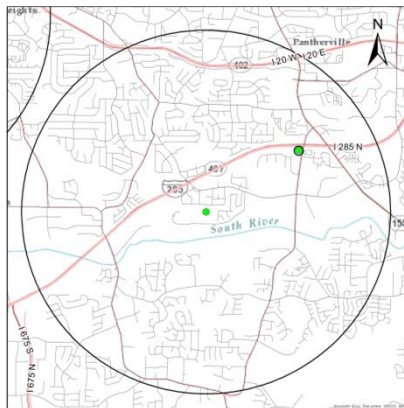 eights
N
Pantherville
I 20 W
I 20 E
402
I 285 N
407
285
South River
150
I 675 S
I 675 N